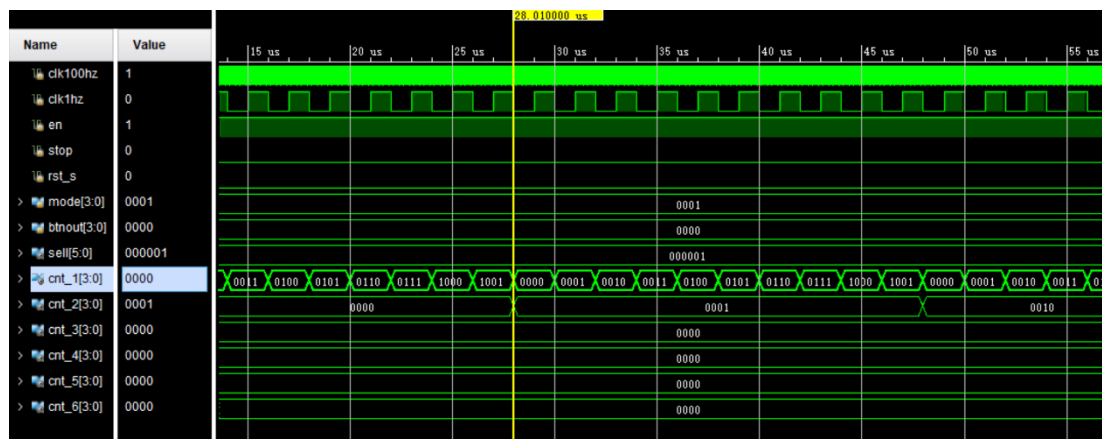 28.010000 us
Name Value 15 us 20 us 25 us 30 us 35 us 40 us 45 us 50 us 55 us
clk100hz 1
clk1hz 0
en 1
stop 0
rst_s 0
> mode[3:0] 0001 0001
> btnout[3:0] 0000 0000
> sell[5:0] 000001 000001
> cnt_1[3:0] 0000 0011 0100 0101 0110 0111 1000 1001 0000 0001 0010 0011 0100 0101 0110 0111 1000 1001 0000 0001 0010 0011
> cnt_2[3:0] 0001 0000 0001 0010
> cnt_3[3:0] 0000 0000
> cnt_4[3:0] 0000 0000
> cnt_5[3:0] 0000 0000
> cnt_6[3:0] 0000 0000